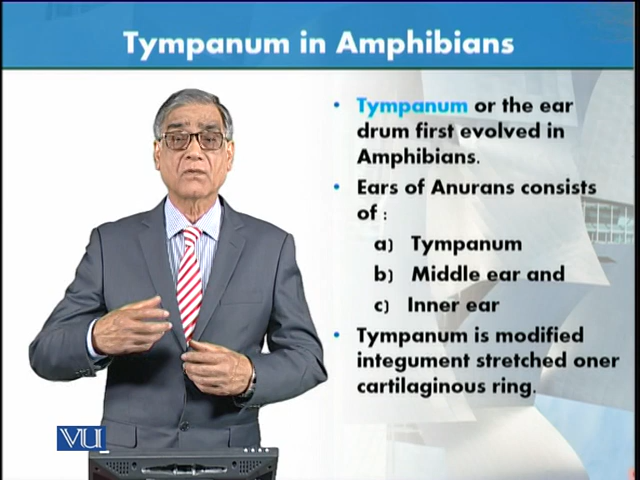 Tympanum in Amphibians
• Tympanum or the ear
drum first evolved in
Amphibians.
• Ears of Anurans consists
of :
a) Tympanum
b) Middle ear and
c) Inner ear
• Tympanum is modified
integument stretched oner
cartilaginous ring.
VU